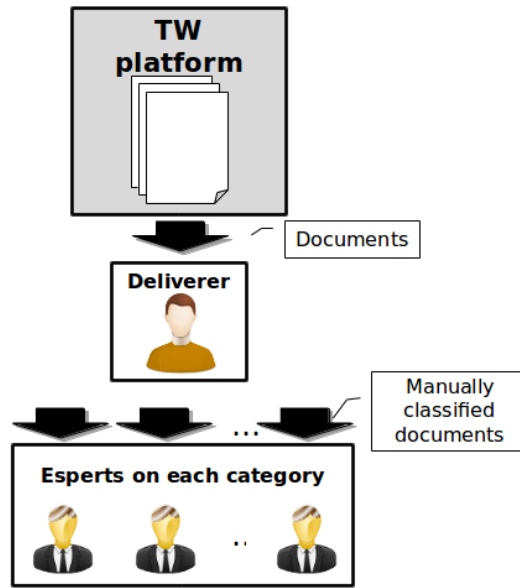 TW
platform
Documents
Deliverer
Manually
classified
documents
...
Esperts on each category
..